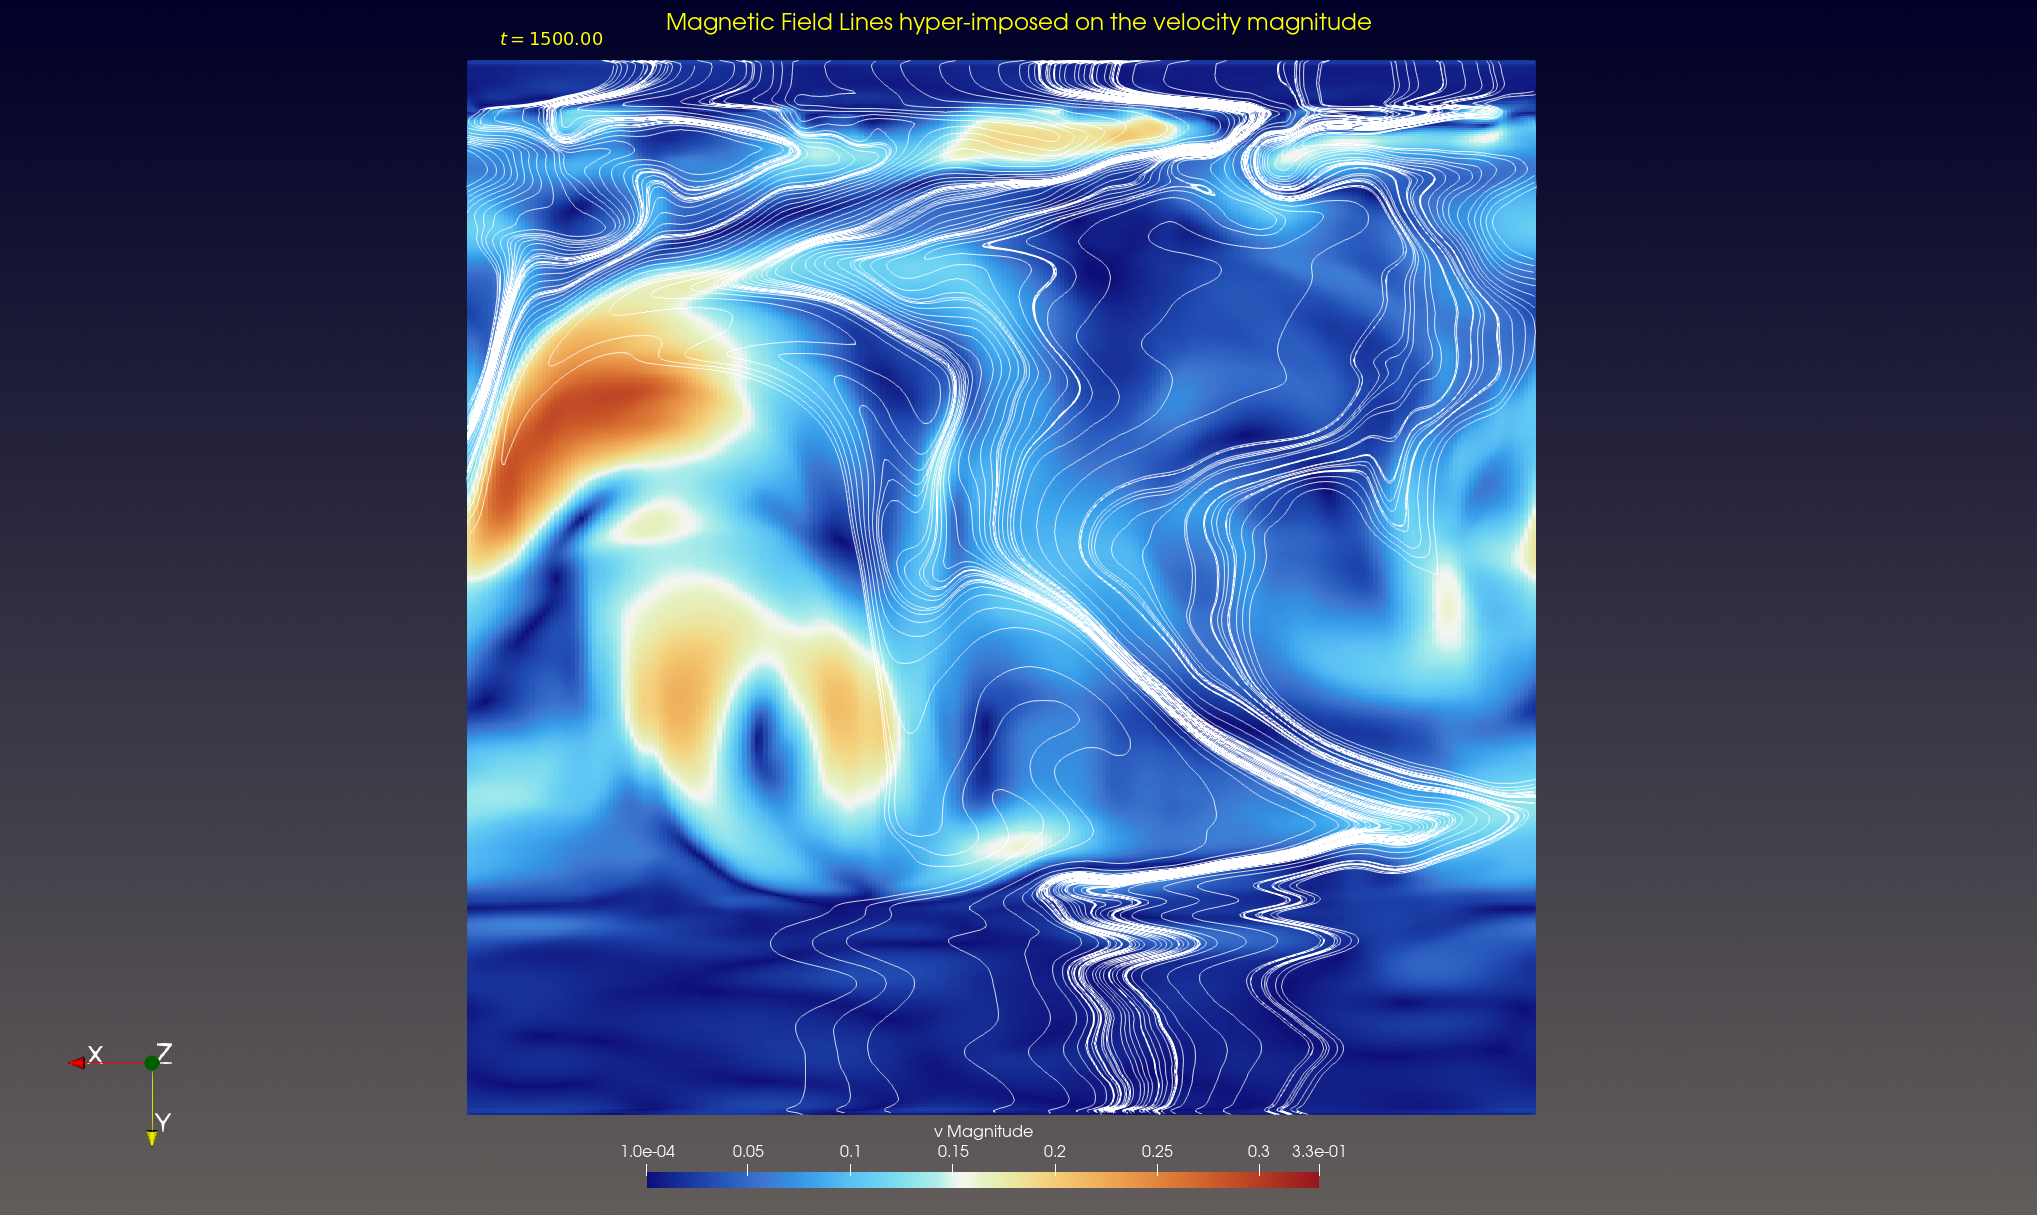 Magnetic Field Lines hyper-imposed on the velocity magnitude
t = 1500.00
X
Z
Y
v Magnitude
1.0e-04 0.05 0.1 0.15 0.2 0.25 0.3 3.3e-01